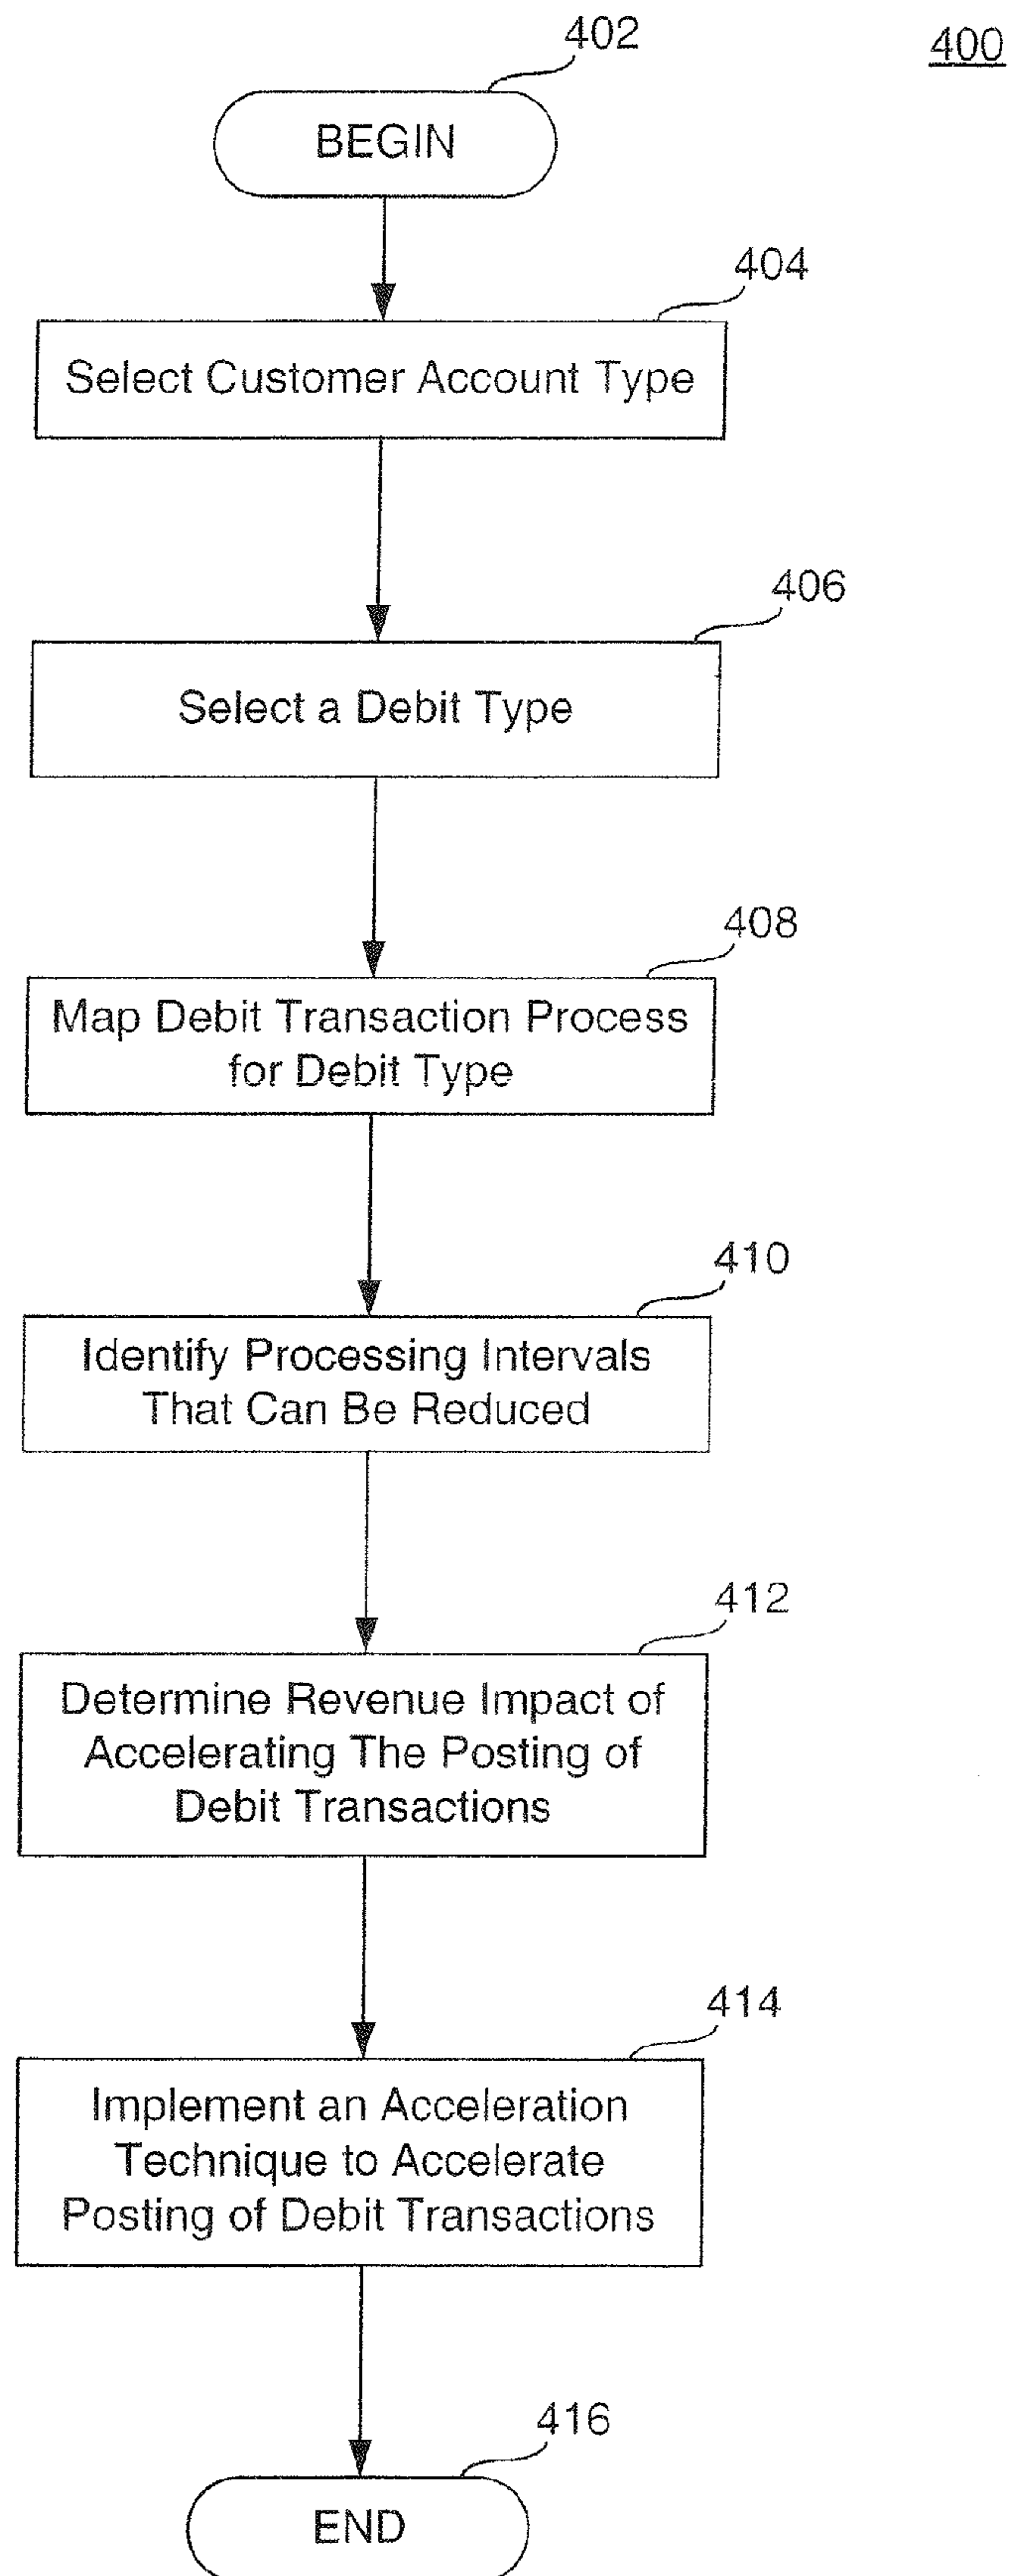 402
400
BEGIN
404
Select Customer Account Type
406
Select a Debit Type
408
Map Debit Transaction Process
for Debit Type
410
Identify Processing Intervals
That Can Be Reduced
412
Determine Revenue Impact of
Accelerating The Posting of
Debit Transactions
414
Implement an Acceleration
Technique to Accelerate
Posting of Debit Transactions
416
END